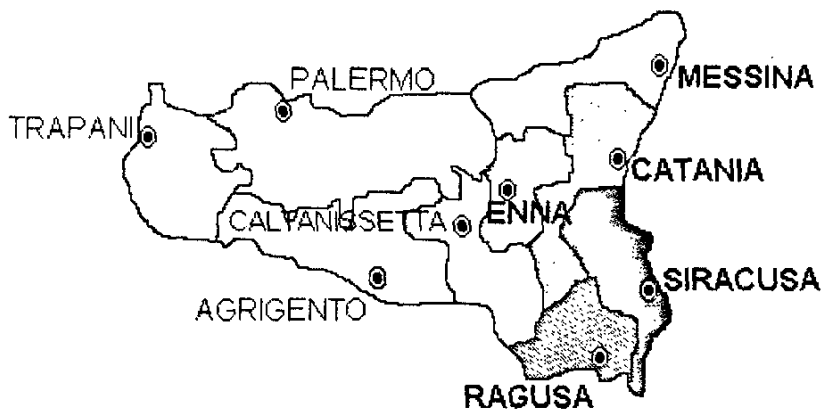 PALERMO
MESSINA
TRAPANI
CATANIA
ENNA
CALTANISSETTA
SIRACUSA
AGRIGENTO
RAGUSA